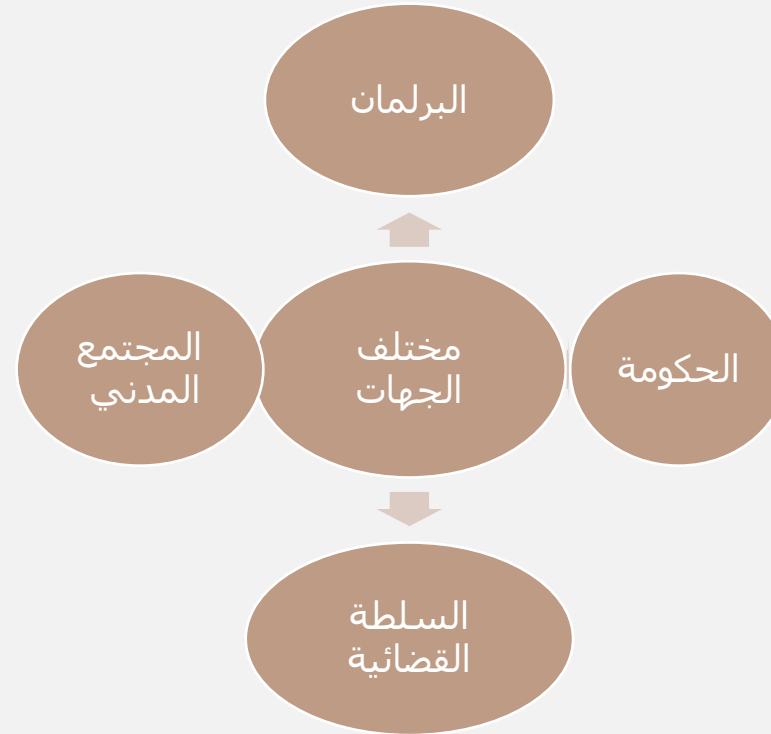 البرلمان
الحكومة
مختلف
الجهات
المجتمع
المدني
السلطة
القضائية